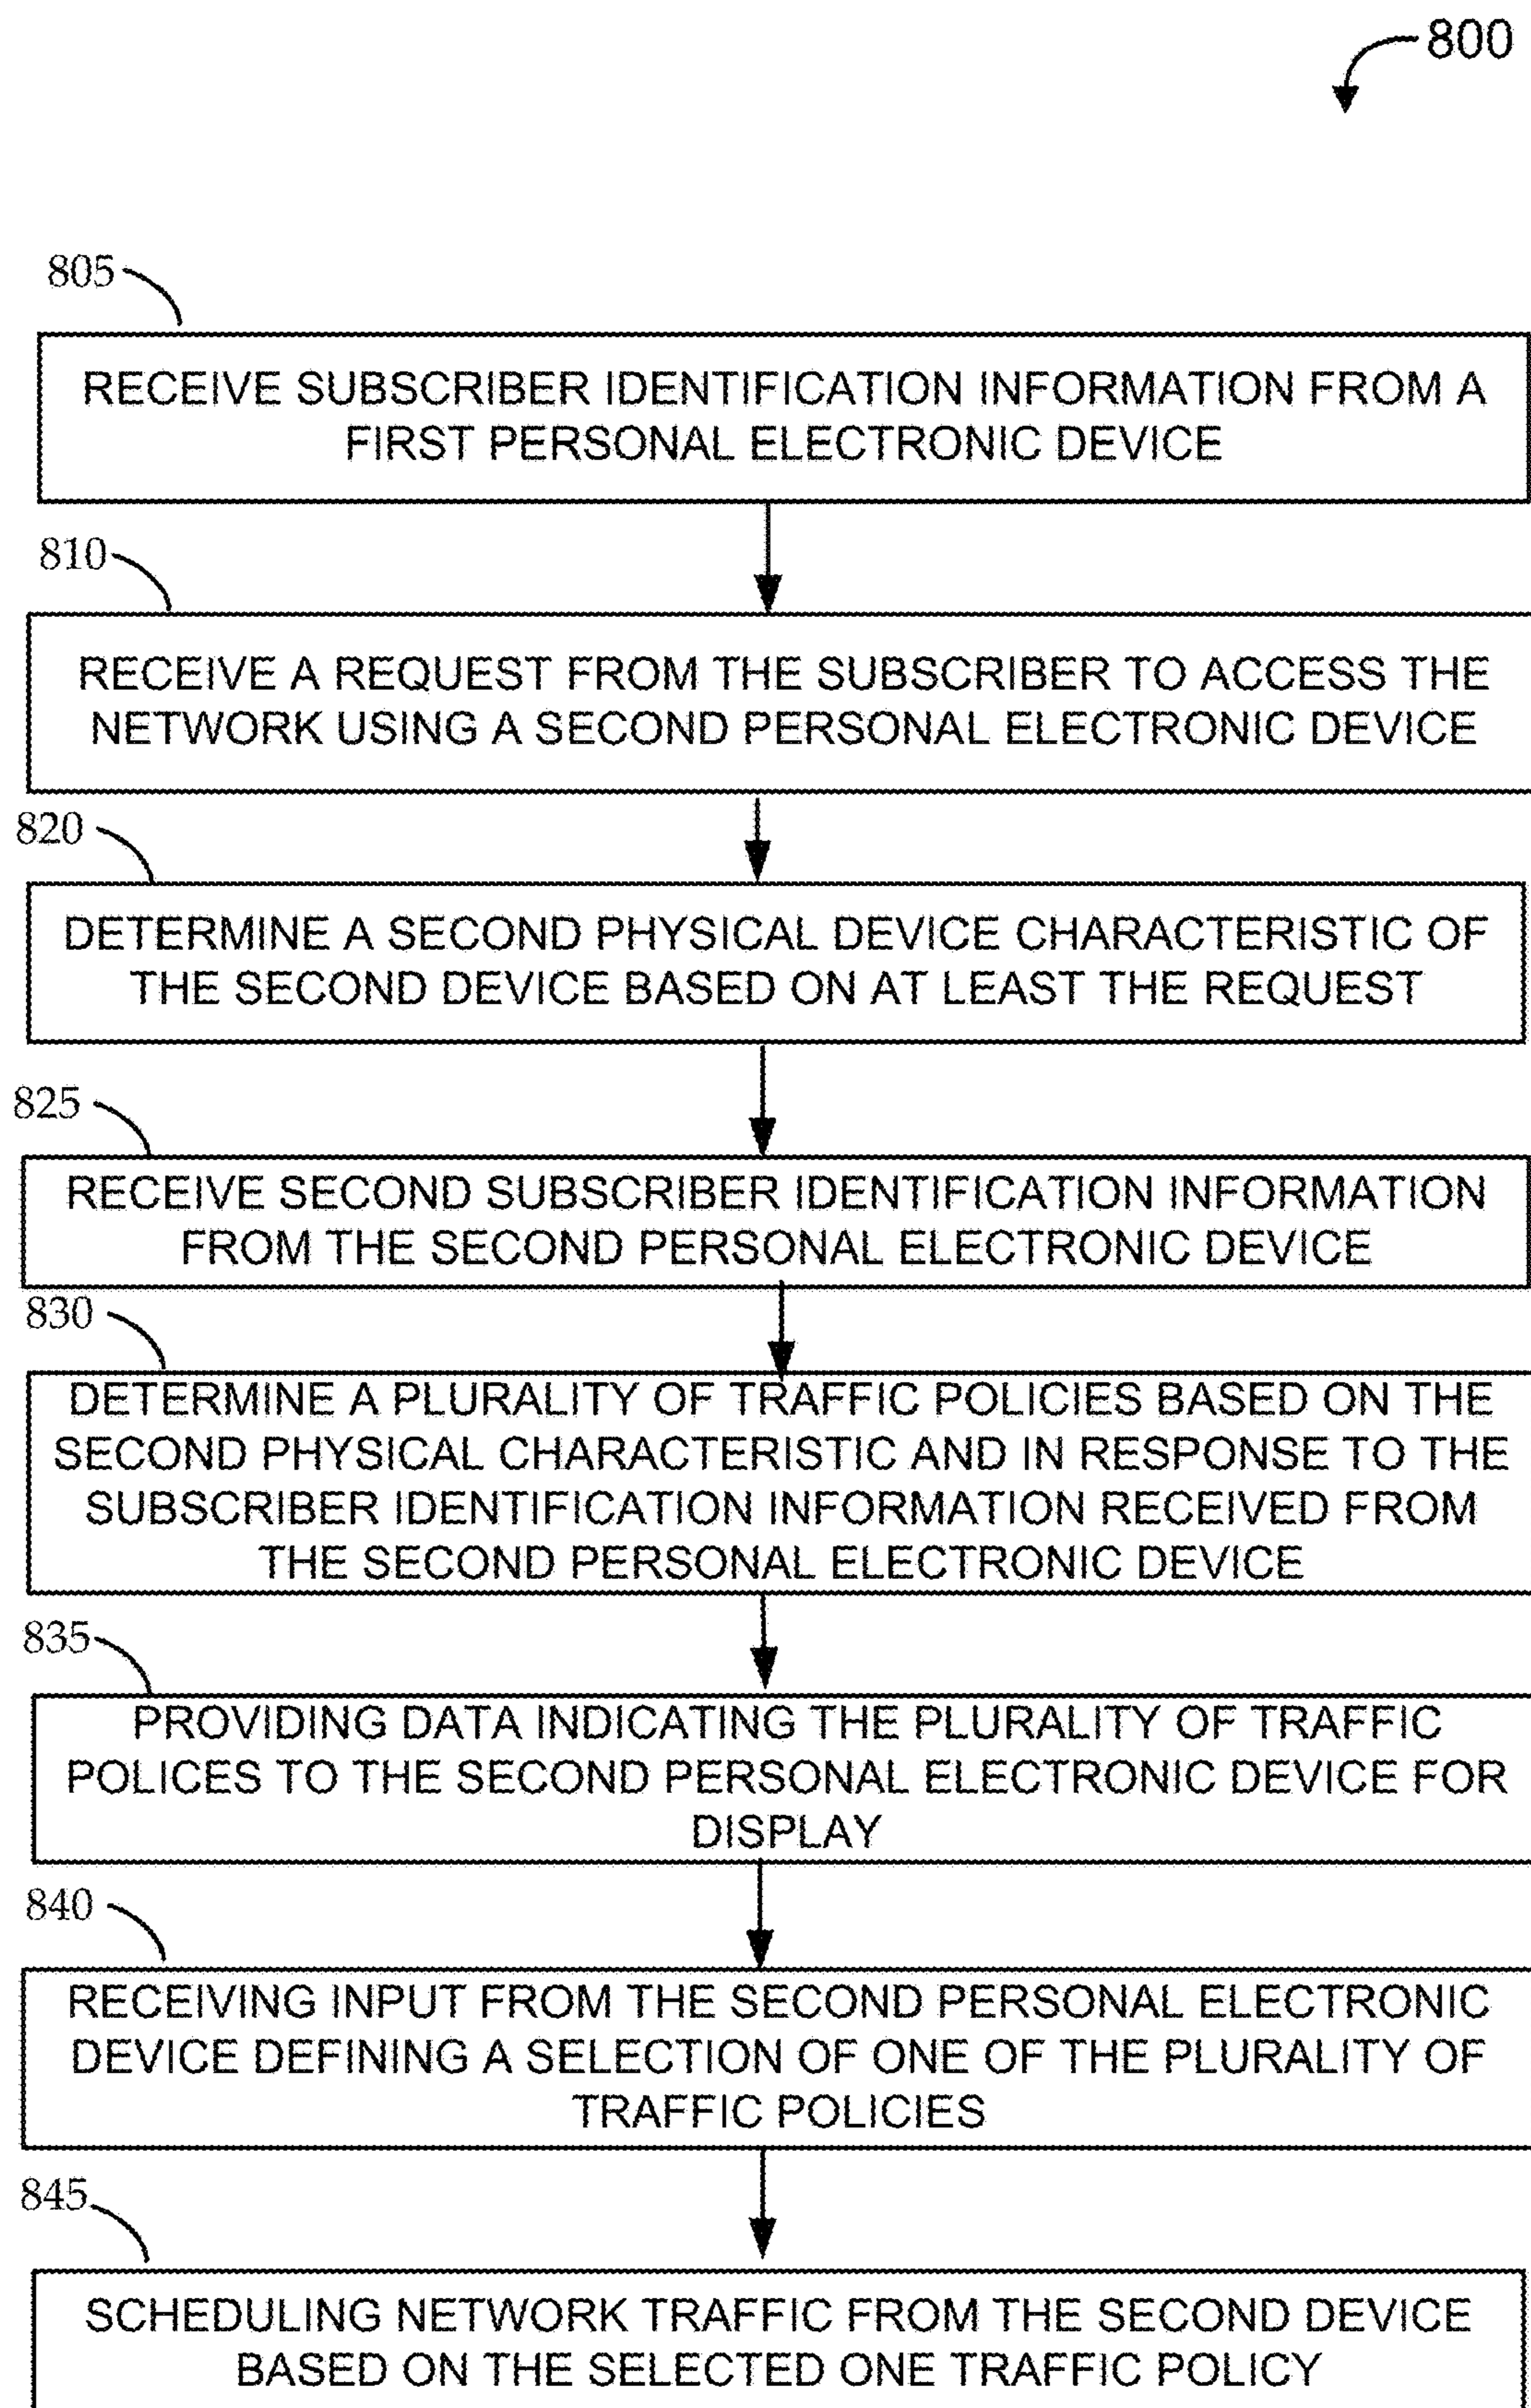 800
805
RECEIVE SUBSCRIBER IDENTIFICATION INFORMATION FROM A
FIRST PERSONAL ELECTRONIC DEVICE
810
RECEIVE A REQUEST FROM THE SUBSCRIBER TO ACCESS THE
NETWORK USING A SECOND PERSONAL ELECTRONIC DEVICE
820
DETERMINE A SECOND PHYSICAL DEVICE CHARACTERISTIC OF
THE SECOND DEVICE BASED ON AT LEAST THE REQUEST
825
RECEIVE SECOND SUBSCRIBER IDENTIFICATION INFORMATION
FROM THE SECOND PERSONAL ELECTRONIC DEVICE
830
DETERMINE A PLURALITY OF TRAFFIC POLICIES BASED ON THE
SECOND PHYSICAL CHARACTERISTIC AND IN RESPONSE TO THE
SUBSCRIBER IDENTIFICATION INFORMATION RECEIVED FROM
THE SECOND PERSONAL ELECTRONIC DEVICE
835
PROVIDING DATA INDICATING THE PLURALITY OF TRAFFIC
POLICES TO THE SECOND PERSONAL ELECTRONIC DEVICE FOR
DISPLAY
840
RECEIVING INPUT FROM THE SECOND PERSONAL ELECTRONIC
DEVICE DEFINING A SELECTION OF ONE OF THE PLURALITY OF
TRAFFIC POLICIES
845
SCHEDULING NETWORK TRAFFIC FROM THE SECOND DEVICE
BASED ON THE SELECTED ONE TRAFFIC POLICY